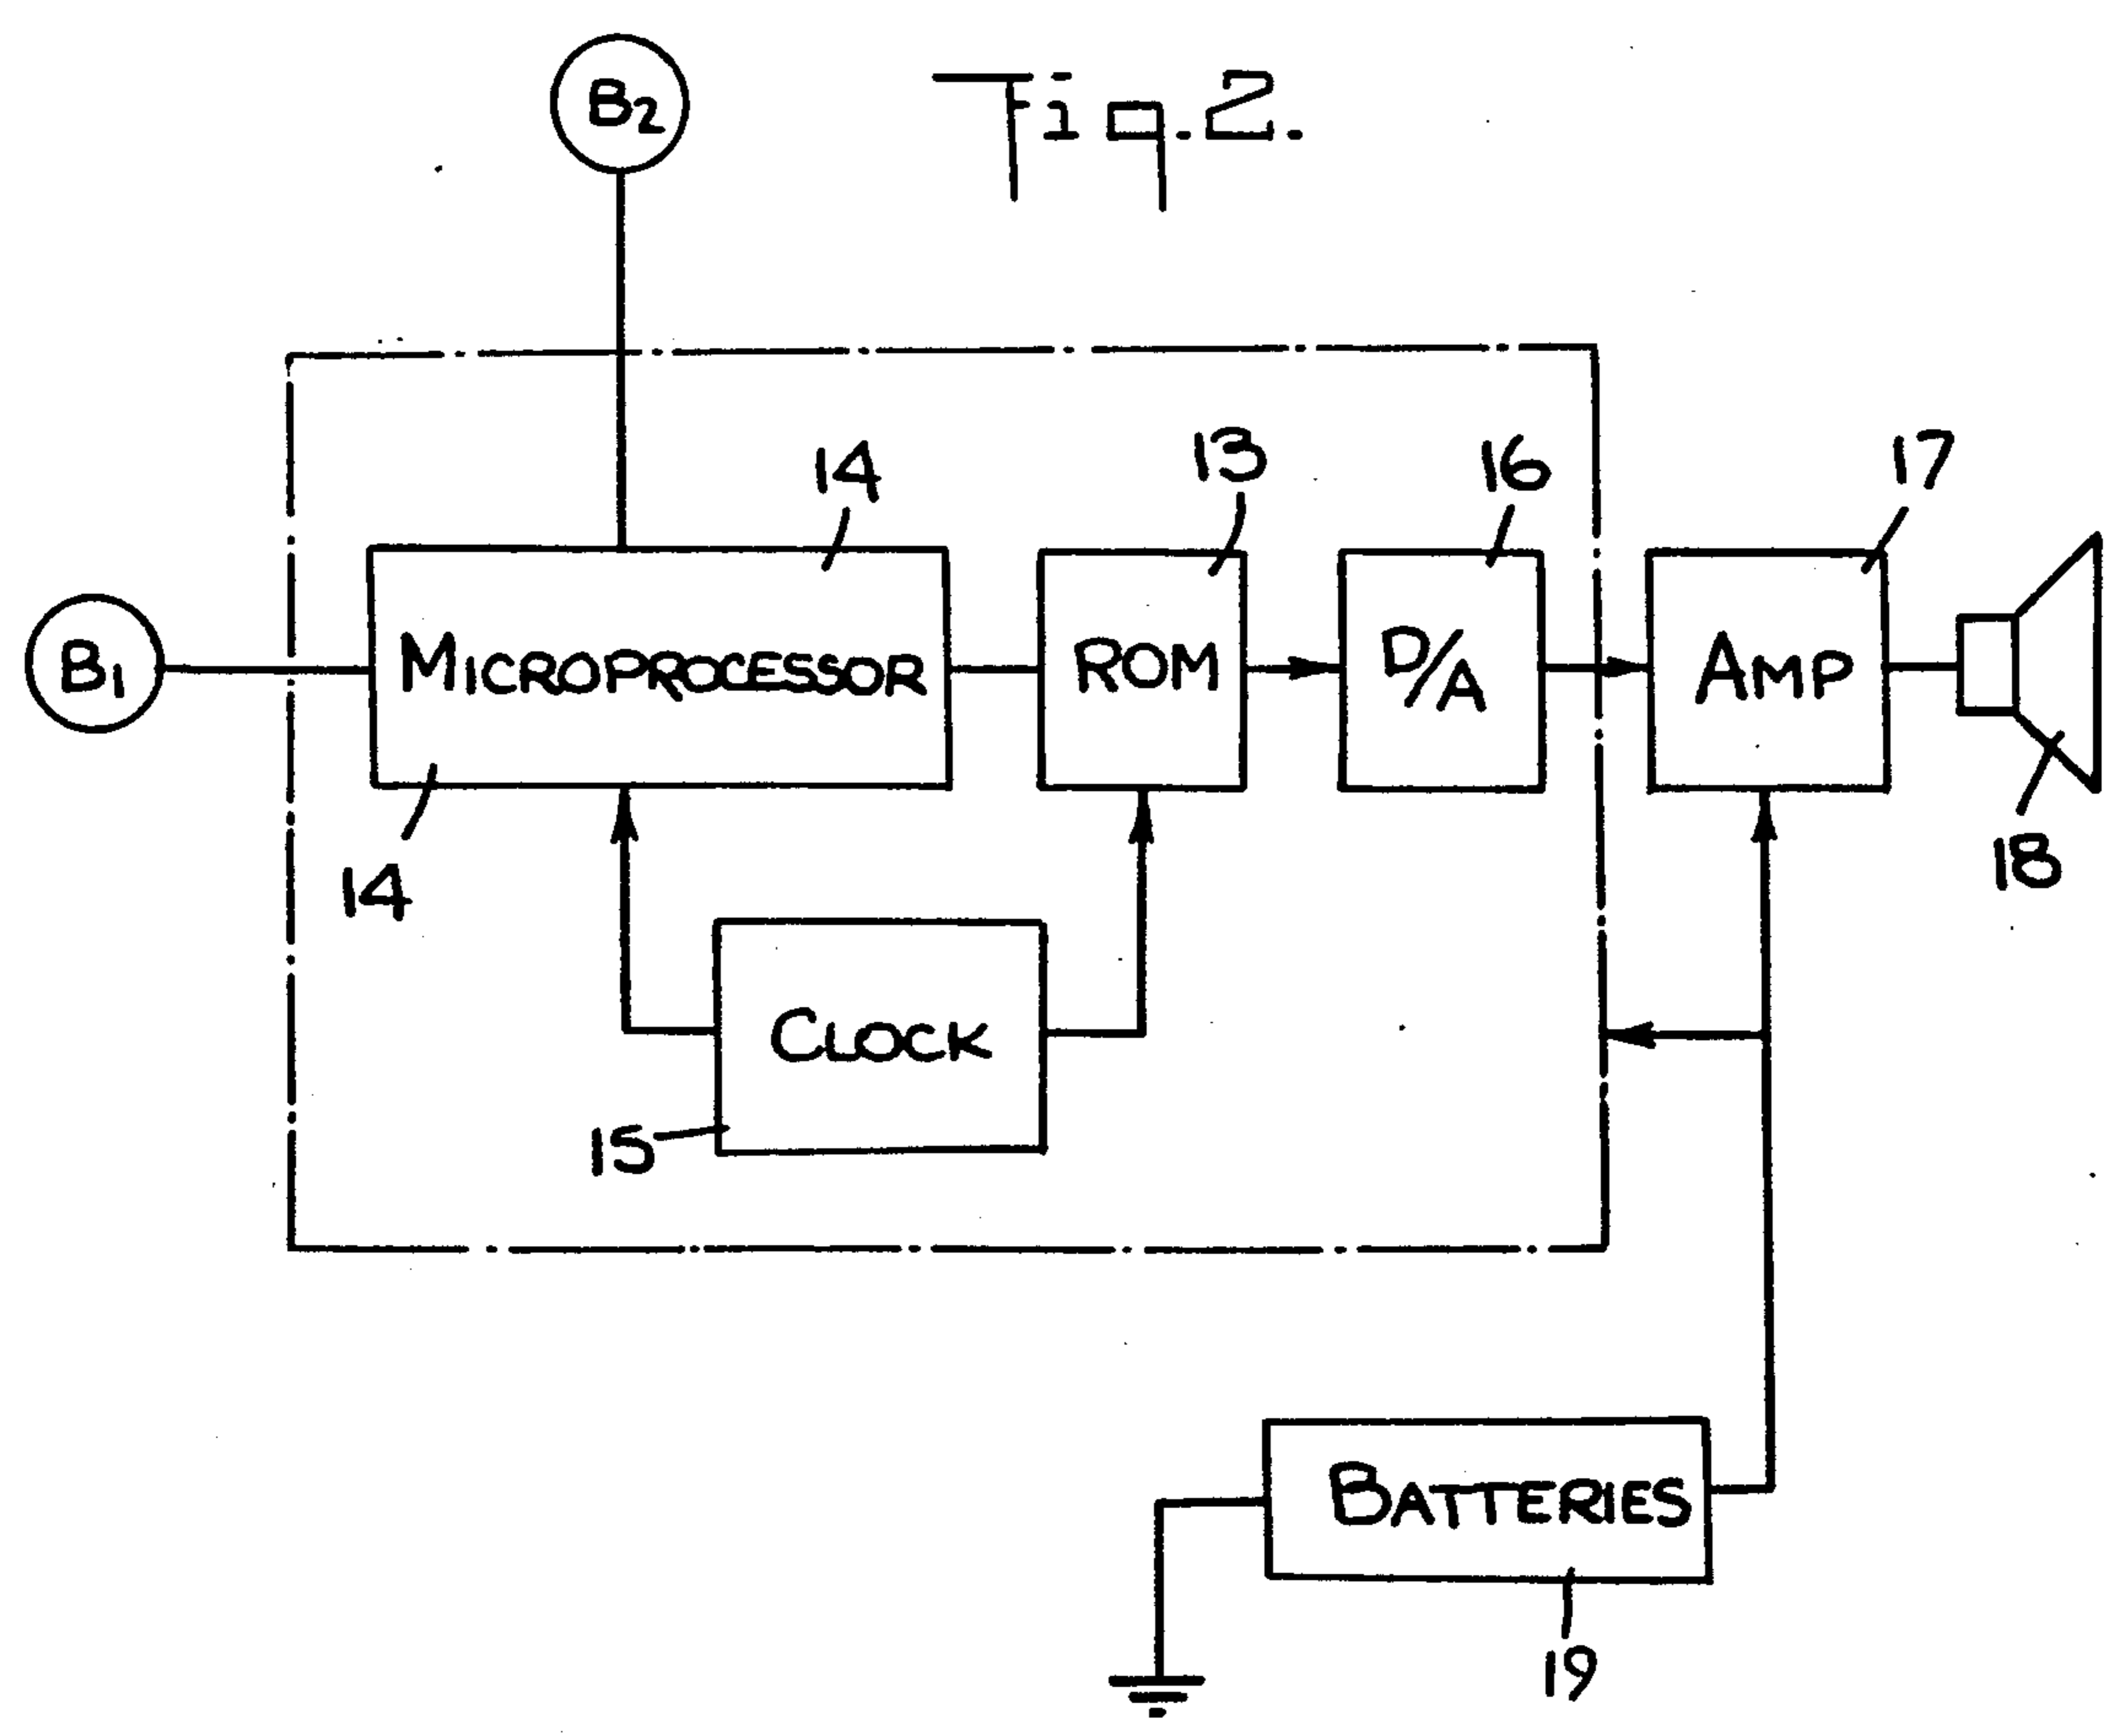 B2
Fig.2.
14
13
16
17
B1
MICROPROCESSOR
ROM
D/A
AMP
14
18
CLOCK
15
BATTERIES
19